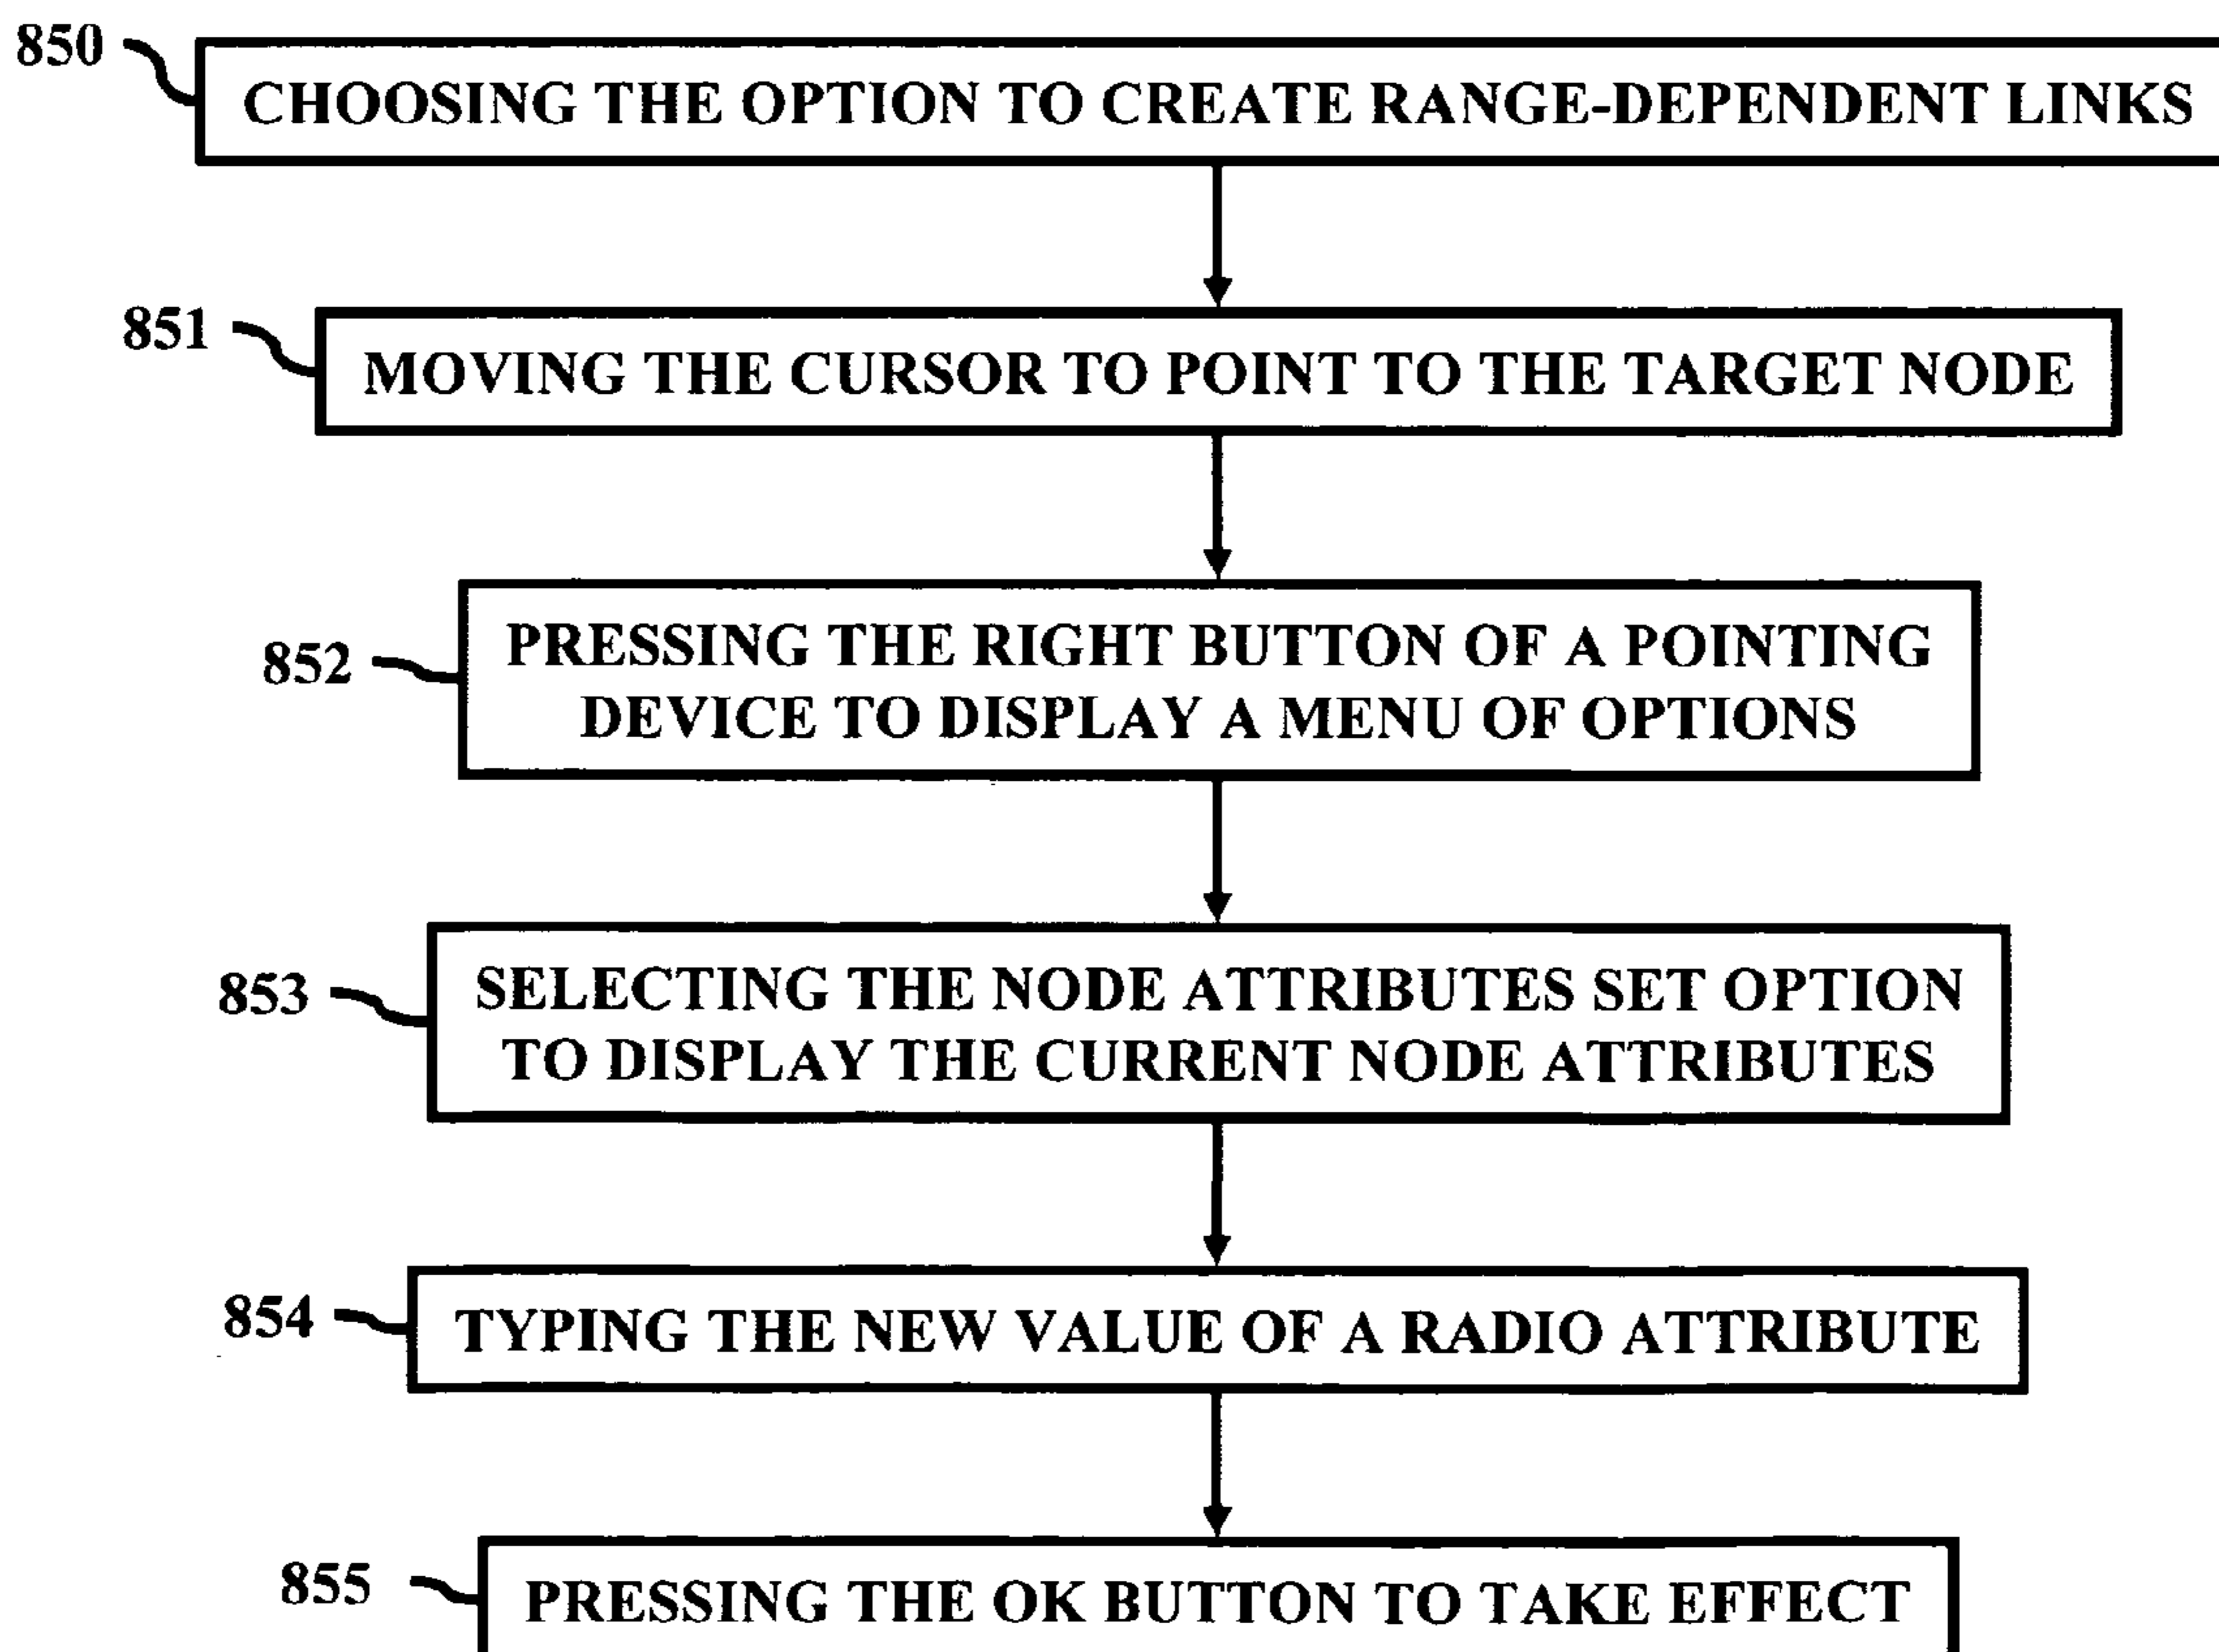 850
CHOOSING THE OPTION TO CREATE RANGE-DEPENDENT LINKS
851
MOVING THE CURSOR TO POINT TO THE TARGET NODE
852
PRESSING THE RIGHT BUTTON OF A POINTING
DEVICE TO DISPLAY A MENU OF OPTIONS
853
SELECTING THE NODE ATTRIBUTES SET OPTION
TO DISPLAY THE CURRENT NODE ATTRIBUTES
854
TYPING THE NEW VALUE OF A RADIO ATTRIBUTE
855
PRESSING THE OK BUTTON TO TAKE EFFECT